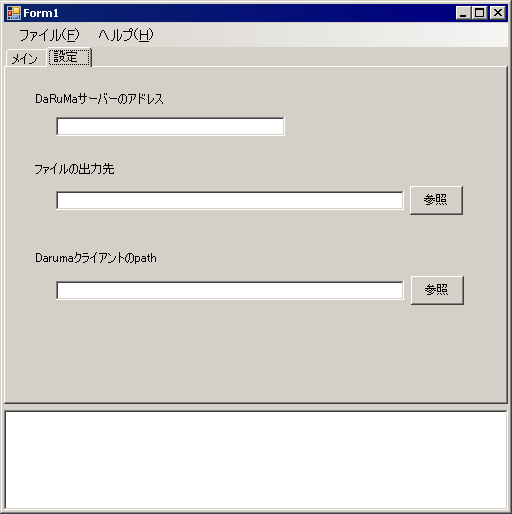 Form1
ファイル(F) ヘルプ(H)
メイン 設定
DaRuMaサーバーのアドレス
ファイルの出力先
参照
Darumaクライアントのpath
参照